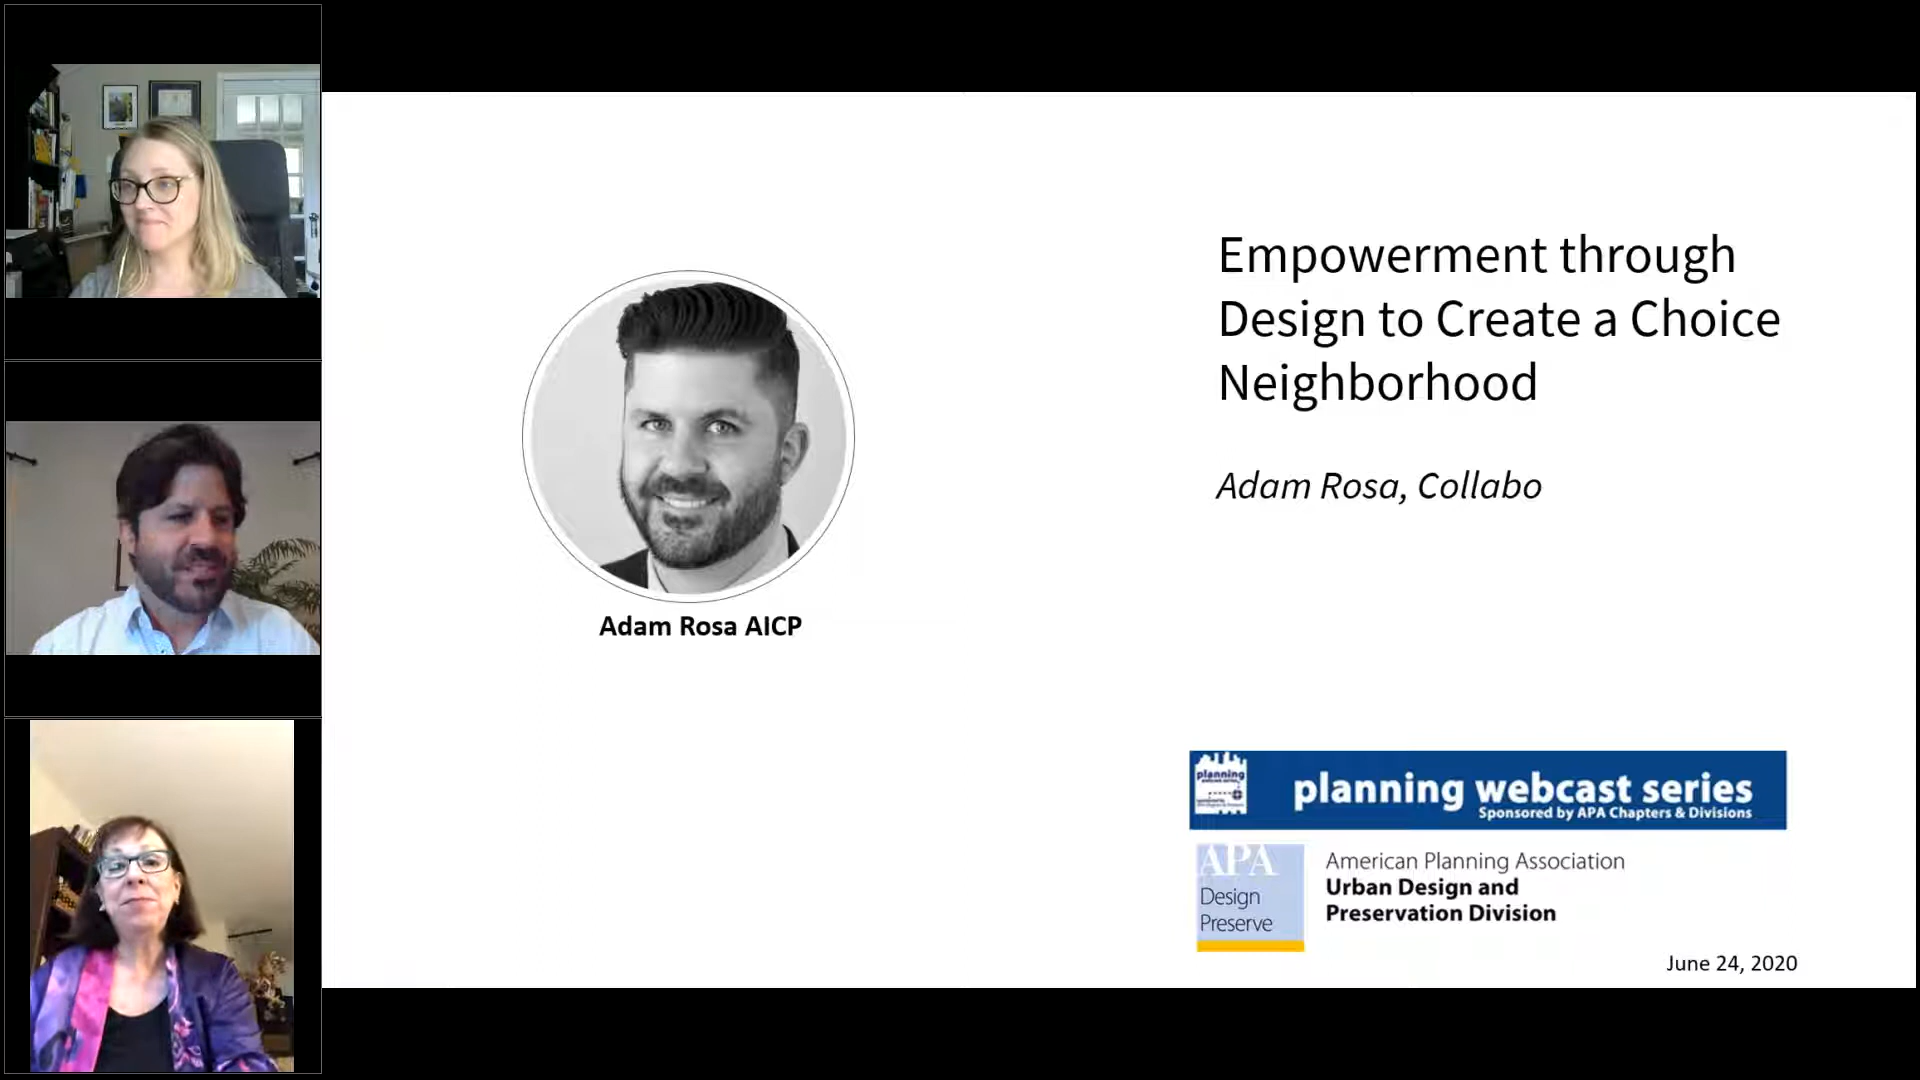 Empowerment through
Design to Create a Choice
Neighborhood
Adam Rosa, Collabo
Adam Rosa AICP
planning
planning webcast series
Sponsored by APA Chapters & Divisions
APA
Design
Preserve
American Planning Association
Urban Design and
Preservation Division
June 24, 2020